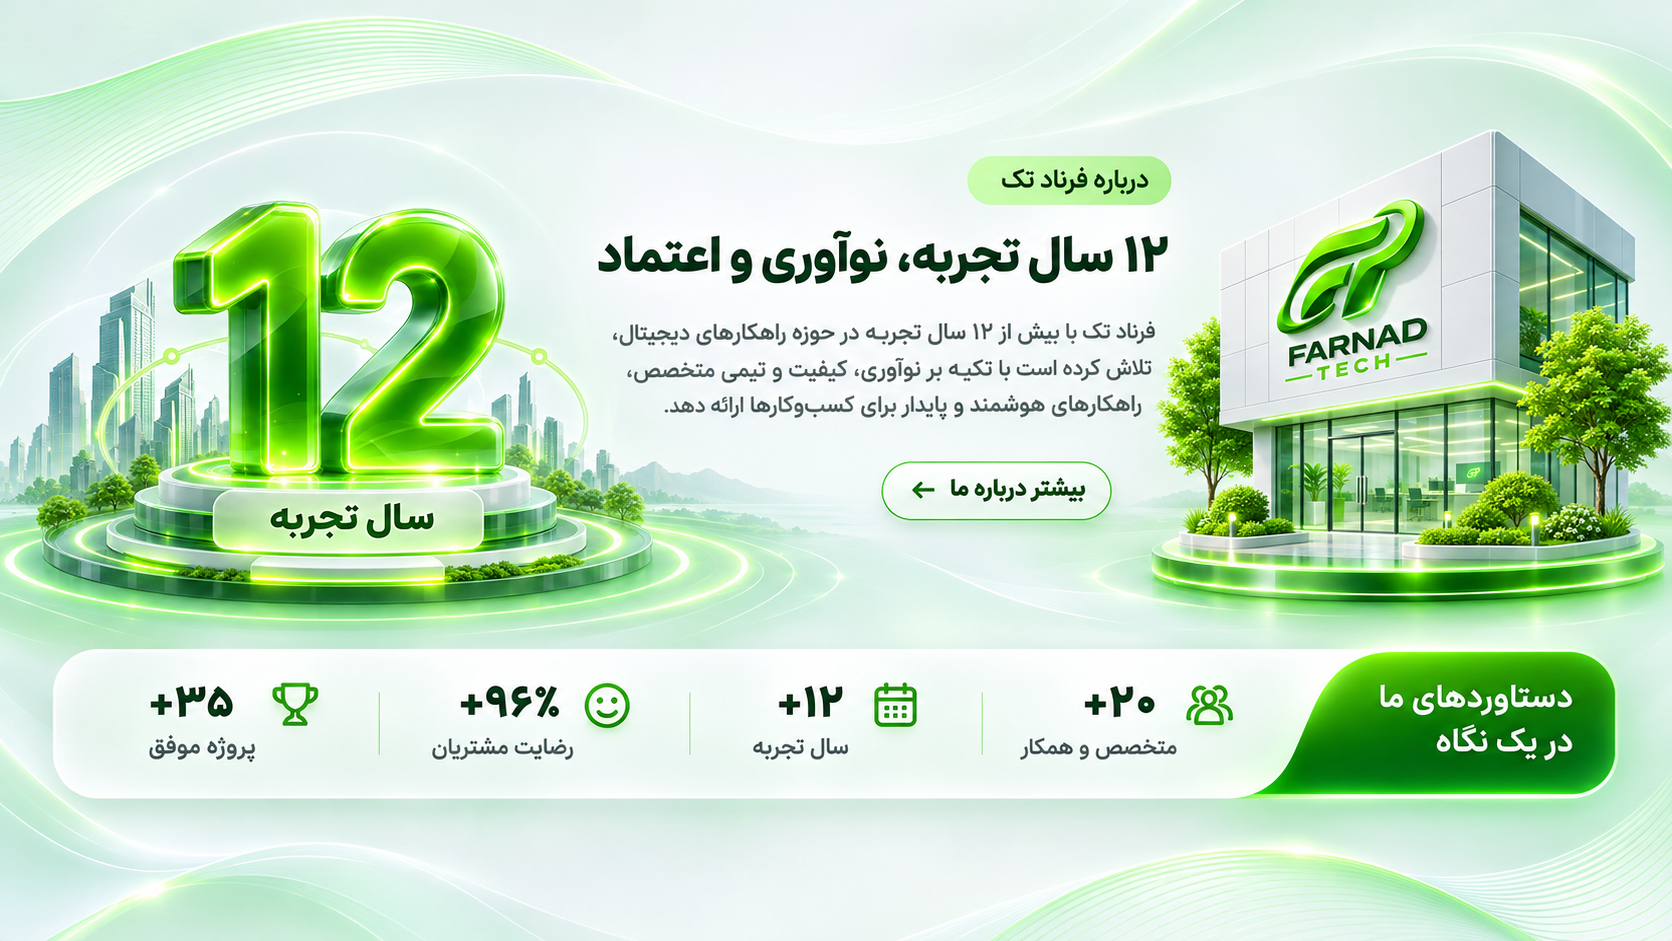 درباره فرناد تک
۱۲ سال تجربه، نوآوری و اعتماد
فرناد تک با بیش از ۱۲ سال تجربه در حوزه راهکارهای دیجیتال،
تلاش کرده است با تکیه بر نوآوری، کیفیت و تیمی متخصص،
راهکارهای هوشمند و پایدار برای کسب‌وکارها ارائه دهد.
بیشتر درباره ما ←
FARNAD
TECH
12
سال تجربه
دستاوردهای ما
در یک نگاه
+۲۰
متخصص و همکار
+۱۲
سال تجربه
+۹۶٪
رضایت مشتریان
+۳۵
پروژه موفق